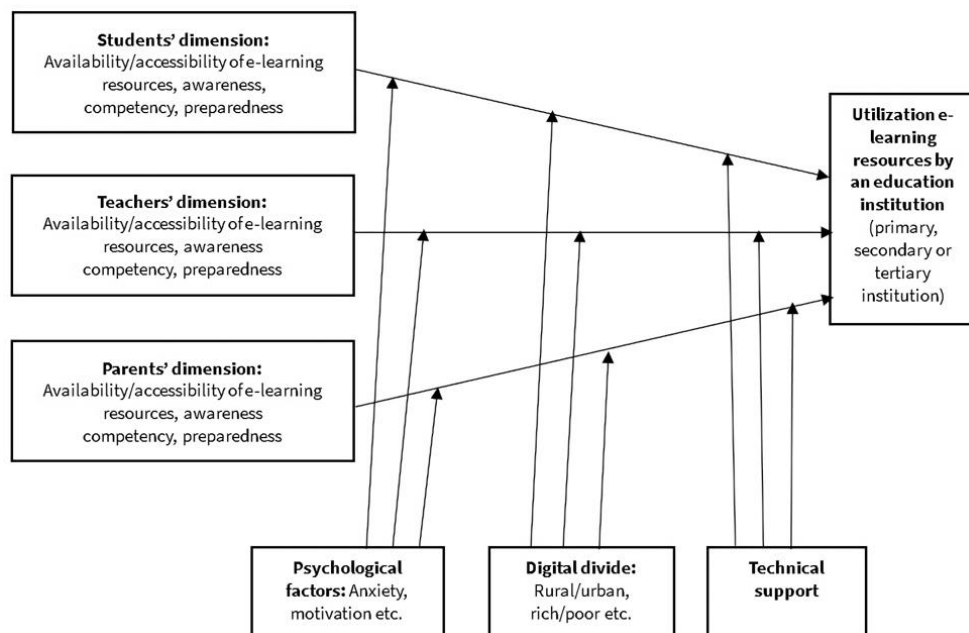 Students’ dimension:
Availability/accessibility of e-learning
resources, awareness,
competency, preparedness
Teachers’ dimension:
Availability/accessibility of e-learning
resources, awareness
competency, preparedness
Parents’ dimension:
Availability/accessibility of e-learning
resources, awareness
competency, preparedness
Utilization e-
learning
resources by
an education
institution
(primary,
secondary or
tertiary
institution)
Psychological
factors: Anxiety,
motivation etc.
Digital divide:
Rural/urban,
rich/poor etc.
Technical
support